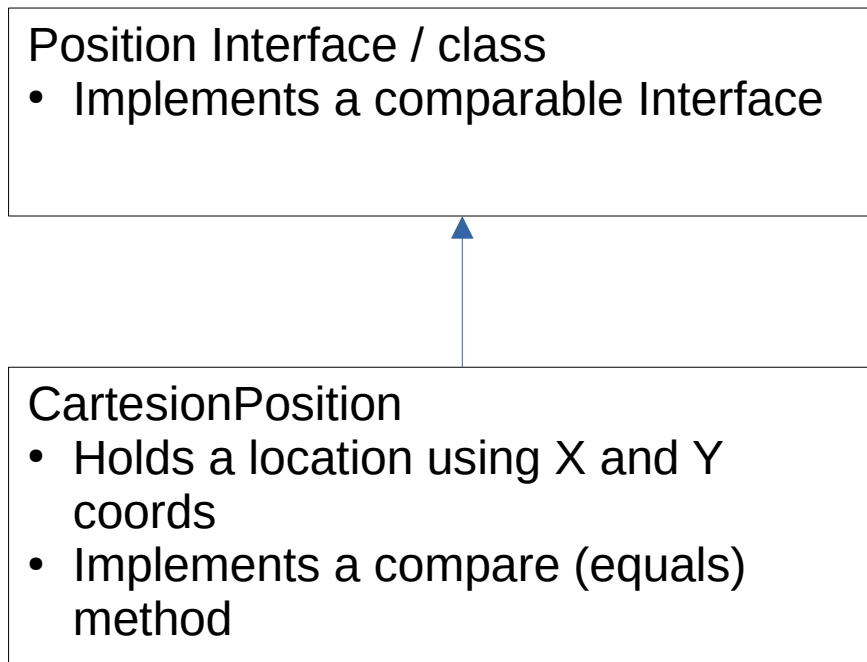 Position Interface / class
• Implements a comparable Interface
CartesionPosition
• Holds a location using X and Y
coords
• Implements a compare (equals)
method